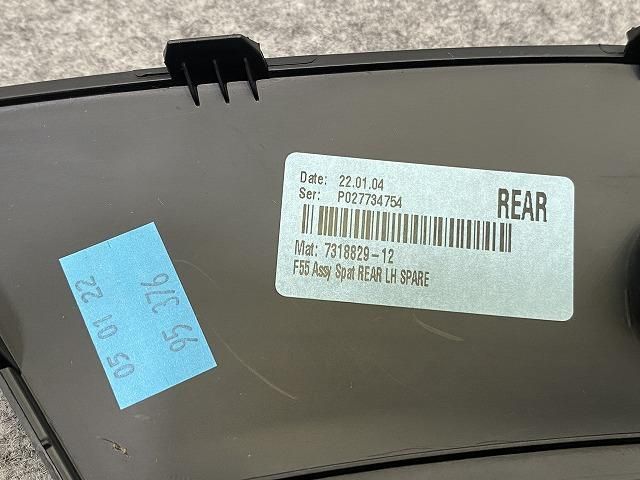 Date: 22.01.04
Ser: P027734754
REAR
Mat: 7318829-12
F55 Assy Spat REAR LH SPARE
05 01 22
95 376